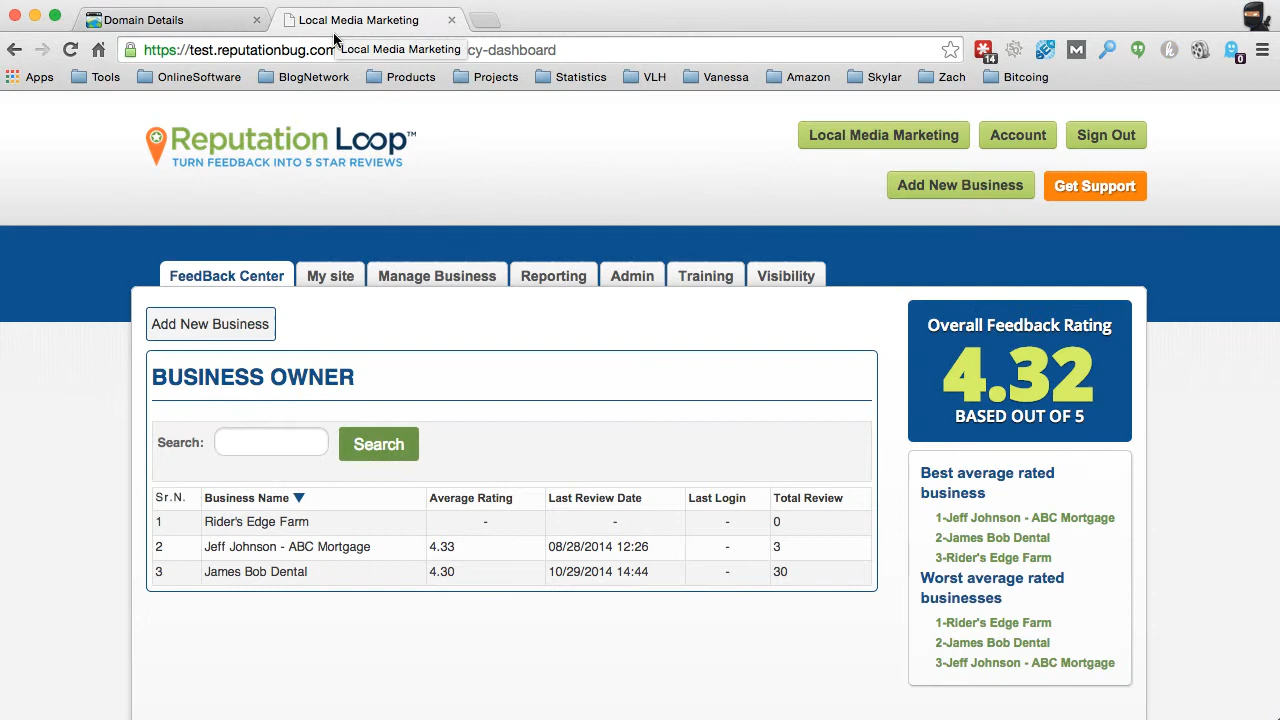 Domain Details
Local Media Marketing
https://test.reputationbug.com
Local Media Marketing
cy-dashboard
14
M
h
0
Apps
Tools
OnlineSoftware
BlogNetwork
Products
Projects
Statistics
VLH
Vanessa
Amazon
Skylar
Zach
Bitcoing
Reputation Loop™
TURN FEEDBACK INTO 5 STAR REVIEWS
Local Media Marketing
Account
Sign Out
Add New Business
Get Support
FeedBack Center
My site
Manage Business
Reporting
Admin
Training
Visibility
Add New Business
BUSINESS OWNER
Search:
Search
Sr.N. Business Name Average Rating Last Review Date Last Login Total Review
1 Rider's Edge Farm - - - 0
2 Jeff Johnson - ABC Mortgage 4.33 08/28/2014 12:26 - 3
3 James Bob Dental 4.30 10/29/2014 14:44 - 30
Overall Feedback Rating
4.32
BASED OUT OF 5
Best average rated
business
1-Jeff Johnson - ABC Mortgage
2-James Bob Dental
3-Rider's Edge Farm
Worst average rated
businesses
1-Rider's Edge Farm
2-James Bob Dental
3-Jeff Johnson - ABC Mortgage